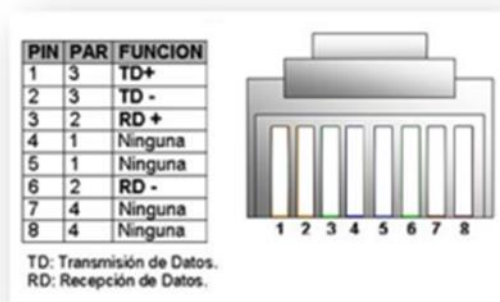 PIN PAR FUNCION
1 3 TD+
2 3 TD -
3 2 RD +
4 1 Ninguna
5 1 Ninguna
6 2 RD -
7 4 Ninguna
8 4 Ninguna
TD: Transmisión de Datos.
RD: Recepción de Datos.
1 2 3 4 5 6 7 8